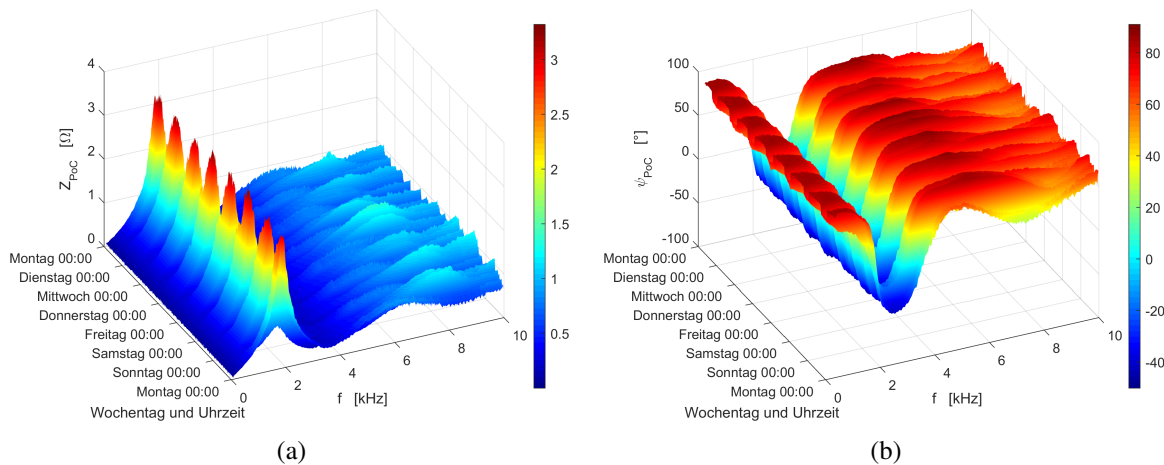 4
3
2
1
0
Z_PoC [Ω]
Montag 00:00
Dienstag 00:00
Mittwoch 00:00
Donnerstag 00:00
Freitag 00:00
Samstag 00:00
Sonntag 00:00
Montag 00:00
Wochentag und Uhrzeit
0
2
4
6
8
10
f [kHz]
3
2.5
2
1.5
1
0.5
(a)
100
50
0
-50
-100
ψ_PoC [°]
Montag 00:00
Dienstag 00:00
Mittwoch 00:00
Donnerstag 00:00
Freitag 00:00
Samstag 00:00
Sonntag 00:00
Montag 00:00
Wochentag und Uhrzeit
0
2
4
6
8
10
f [kHz]
80
60
40
20
0
-20
-40
(b)